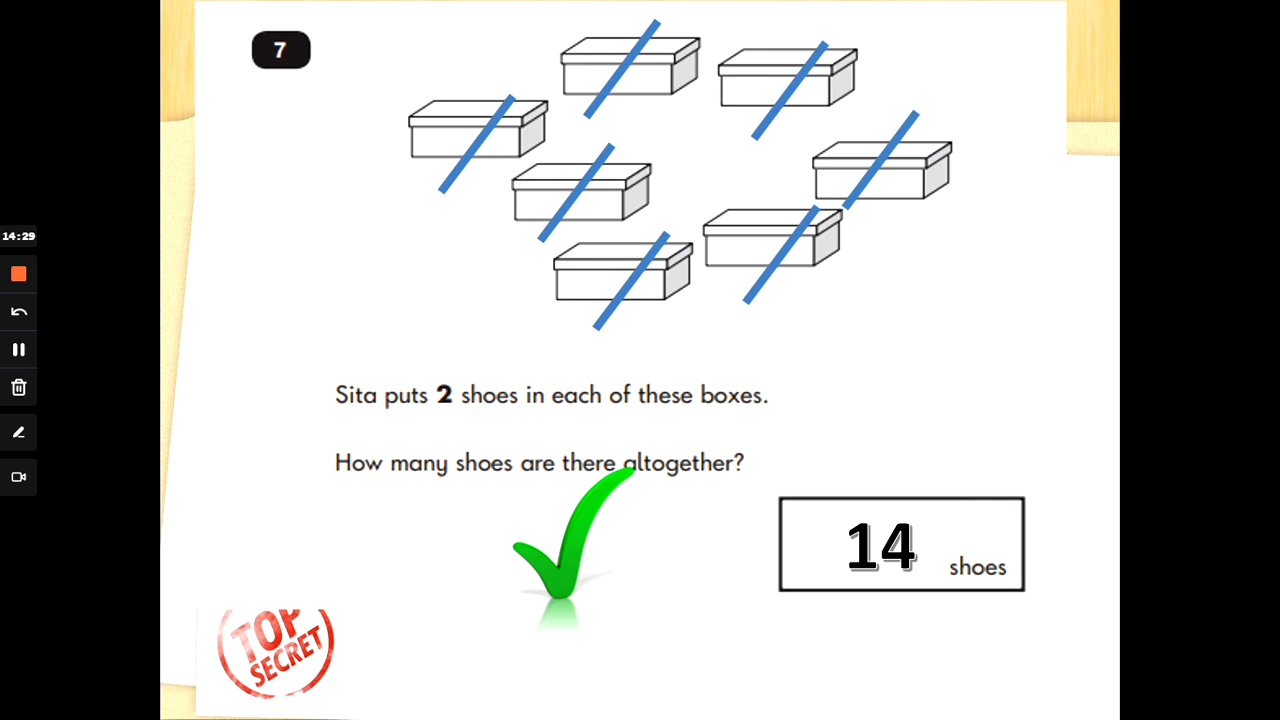 7
14:29
Sita puts 2 shoes in each of these boxes.
How many shoes are there altogether?
14 shoes
TOP
SECRET